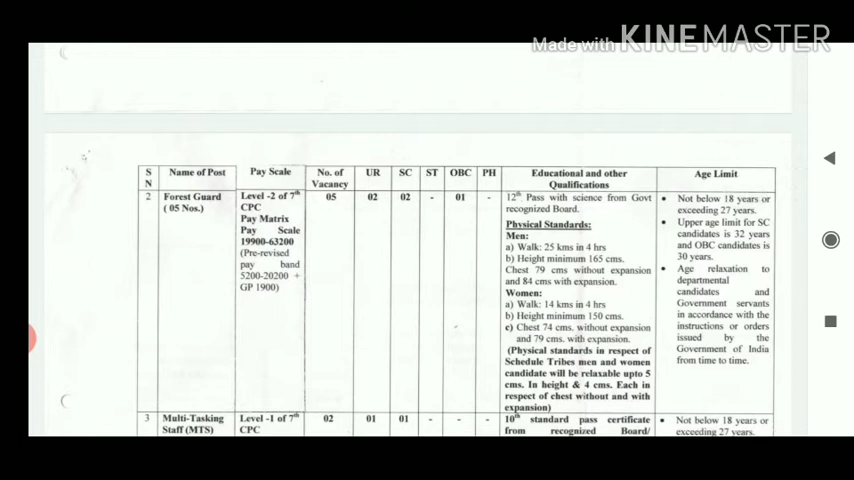 Made with KINEMASTER
S N
Name of Post
Pay Scale
No. of Vacancy
UR
SC
ST
OBC
PH
Educational and other Qualifications
Age Limit
2
Forest Guard
( 05 Nos.)
Level -2 of 7th
CPC
Pay Matrix
Pay Scale
19900-63200
(Pre-revised
pay band
5200-20200 +
GP 1900)
05
02
02
-
01
-
12th Pass with science from Govt
recognized Board.
Physical Standards:
Men:
a) Walk: 25 kms in 4 hrs
b) Height minimum 165 cms.
Chest 79 cms without expansion
and 84 cms with expansion.
Women:
a) Walk: 14 kms in 4 hrs
b) Height minimum 150 cms.
c) Chest 74 cms. without expansion
and 79 cms. with expansion.
(Physical standards in respect of
Schedule Tribes men and women
candidate will be relaxable upto 5
cms. In height & 4 cms. Each in
respect of chest without and with
expansion)
• Not below 18 years or
exceeding 27 years.
• Upper age limit for SC
candidates is 32 years
and OBC candidates is
30 years.
• Age relaxation to
departmental
candidates and
Government servants
in accordance with the
instructions or orders
issued by the
Government of India
from time to time.
3
Multi-Tasking
Staff (MTS)
Level -1 of 7th
CPC
02
01
01
-
-
-
10th standard pass certificate
from recognized Board/
• Not below 18 years or
exceeding 27 years.